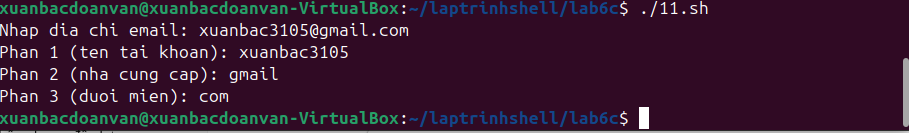 xuanbacdoanvan@xuanbacdoanvan-VirtualBox:~/laptrinhshell/lab6c$ ./11.sh
Nhap dia chi email: xuanbac3105@gmail.com
Phan 1 (ten tai khoan): xuanbac3105
Phan 2 (nha cung cap): gmail
Phan 3 (duoi mien): com
xuanbacdoanvan@xuanbacdoanvan-VirtualBox:~/laptrinhshell/lab6c$